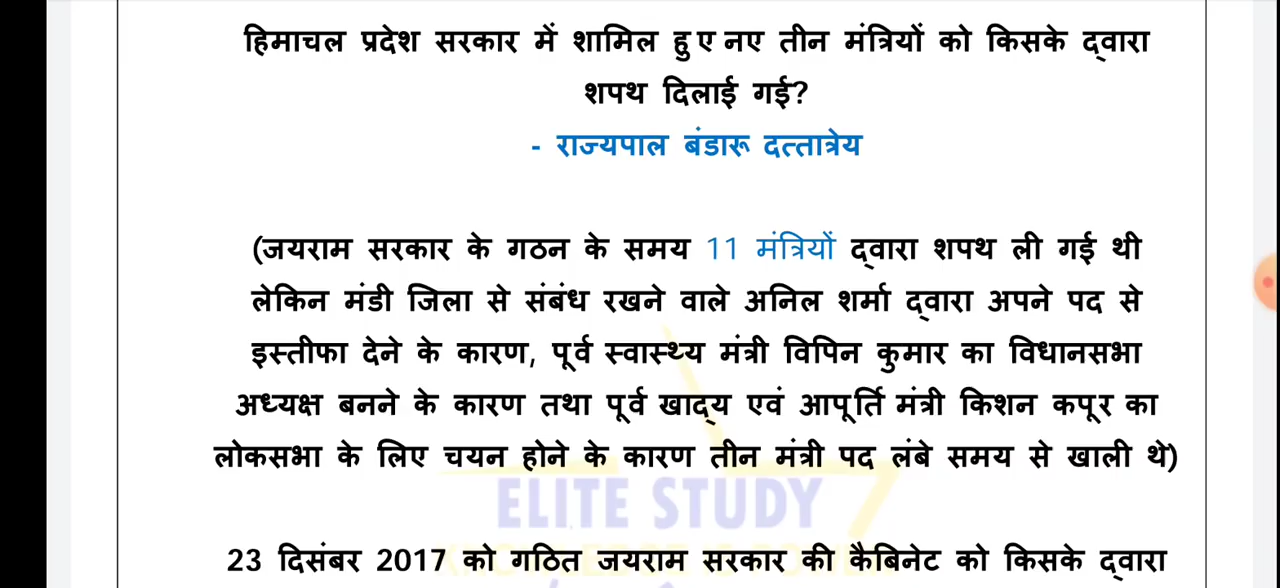 हिमाचल प्रदेश सरकार में शामिल हुए नए तीन मंत्रियों को किसके द्वारा
शपथ दिलाई गई?
- राज्यपाल बंडारू दत्तात्रेय
(जयराम सरकार के गठन के समय 11 मंत्रियों द्वारा शपथ ली गई थी
लेकिन मंडी जिला से संबंध रखने वाले अनिल शर्मा द्वारा अपने पद से
इस्तीफा देने के कारण, पूर्व स्वास्थ्य मंत्री विपिन कुमार का विधानसभा
अध्यक्ष बनने के कारण तथा पूर्व खाद्य एवं आपूर्ति मंत्री किशन कपूर का
लोकसभा के लिए चयन होने के कारण तीन मंत्री पद लंबे समय से खाली थे)
ELITE STUDY
23 दिसंबर 2017 को गठित जयराम सरकार की कैबिनेट को किसके द्वारा